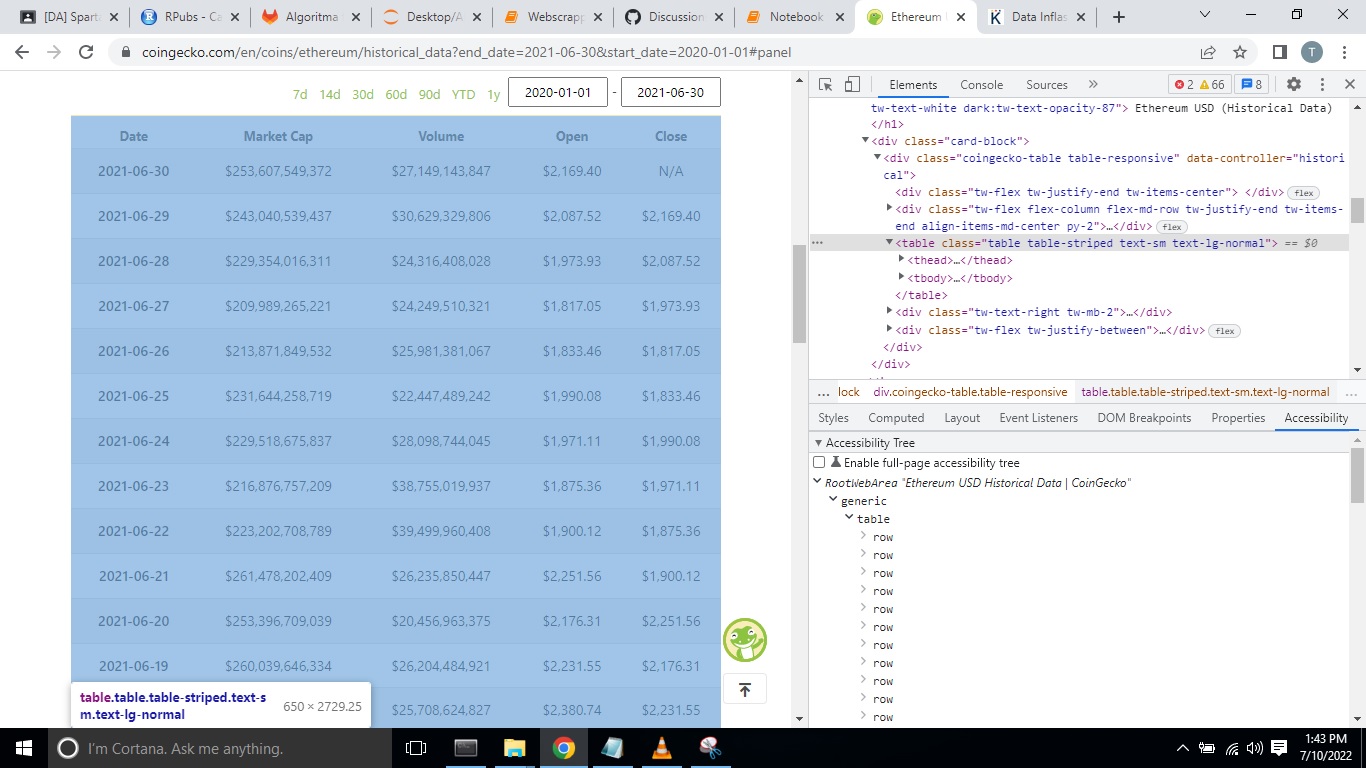 [DA] Spart
RPubs - Ca
Algoritma
Desktop/A
Webscrapp
Discussion
Notebook
Ethereum
Data Inflas
coingecko.com/en/coins/ethereum/historical_data?end_date=2021-06-30&start_date=2020-01-01#panel
T
7d 14d 30d 60d 90d YTD 1y 2020-01-01 - 2021-06-30
Date Market Cap Volume Open Close
2021-06-30 $253,607,549,372 $27,149,143,847 $2,169.40 N/A
2021-06-29 $243,040,539,437 $30,629,329,806 $2,087.52 $2,169.40
2021-06-28 $229,354,016,311 $24,316,408,028 $1,973.93 $2,087.52
2021-06-27 $209,989,265,221 $24,249,510,321 $1,817.05 $1,973.93
2021-06-26 $213,871,849,532 $25,981,381,067 $1,833.46 $1,817.05
2021-06-25 $231,644,258,719 $22,447,489,242 $1,990.08 $1,833.46
2021-06-24 $229,518,675,837 $28,098,744,045 $1,971.11 $1,990.08
2021-06-23 $216,876,757,209 $38,755,019,937 $1,875.36 $1,971.11
2021-06-22 $223,202,708,789 $39,499,960,408 $1,900.12 $1,875.36
2021-06-21 $261,478,202,409 $26,235,850,447 $2,251.56 $1,900.12
2021-06-20 $253,396,709,039 $20,456,963,375 $2,176.31 $2,251.56
2021-06-19 $260,039,646,334 $26,204,484,921 $2,231.55 $2,176.31
$25,708,624,827 $2,380.74 $2,231.55
table.table.table-striped.text-s
m.text-lg-normal
650 × 2729.25
Elements Console Sources » 2 66 8
tw-text-white dark:tw-text-opacity-87"> Ethereum USD (Historical Data)
</h1>
<div class="card-block">
<div class="coingecko-table table-responsive" data-controller="histori
cal">
<div class="tw-flex tw-justify-end tw-items-center"> </div> flex
<div class="tw-flex flex-column flex-md-row tw-justify-end tw-items-
end align-items-md-center py-2">…</div> flex
<table class="table table-striped text-sm text-lg-normal"> == $0
<thead>…</thead>
<tbody>…</tbody>
</table>
<div class="tw-text-right tw-mb-2">…</div>
<div class="tw-flex tw-justify-between">…</div> flex
</div>
</div>
… lock div.coingecko-table.table-responsive table.table.table-striped.text-sm.text-lg-normal …
Styles Computed Layout Event Listeners DOM Breakpoints Properties Accessibility
Accessibility Tree
Enable full-page accessibility tree
RootWebArea "Ethereum USD Historical Data | CoinGecko"
generic
table
row
row
row
row
row
row
row
row
row
row
row
I'm Cortana. Ask me anything.
1:43 PM
7/10/2022